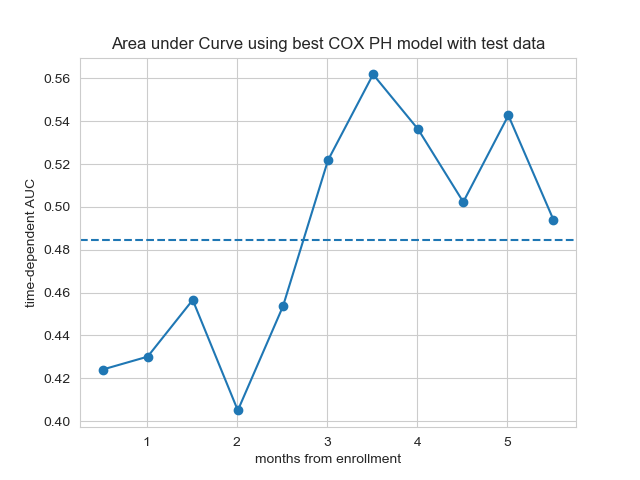 Area under Curve using best COX PH model with test data
time-dependent AUC
0.56
0.54
0.52
0.50
0.48
0.46
0.44
0.42
0.40
1 2 3 4 5
months from enrollment